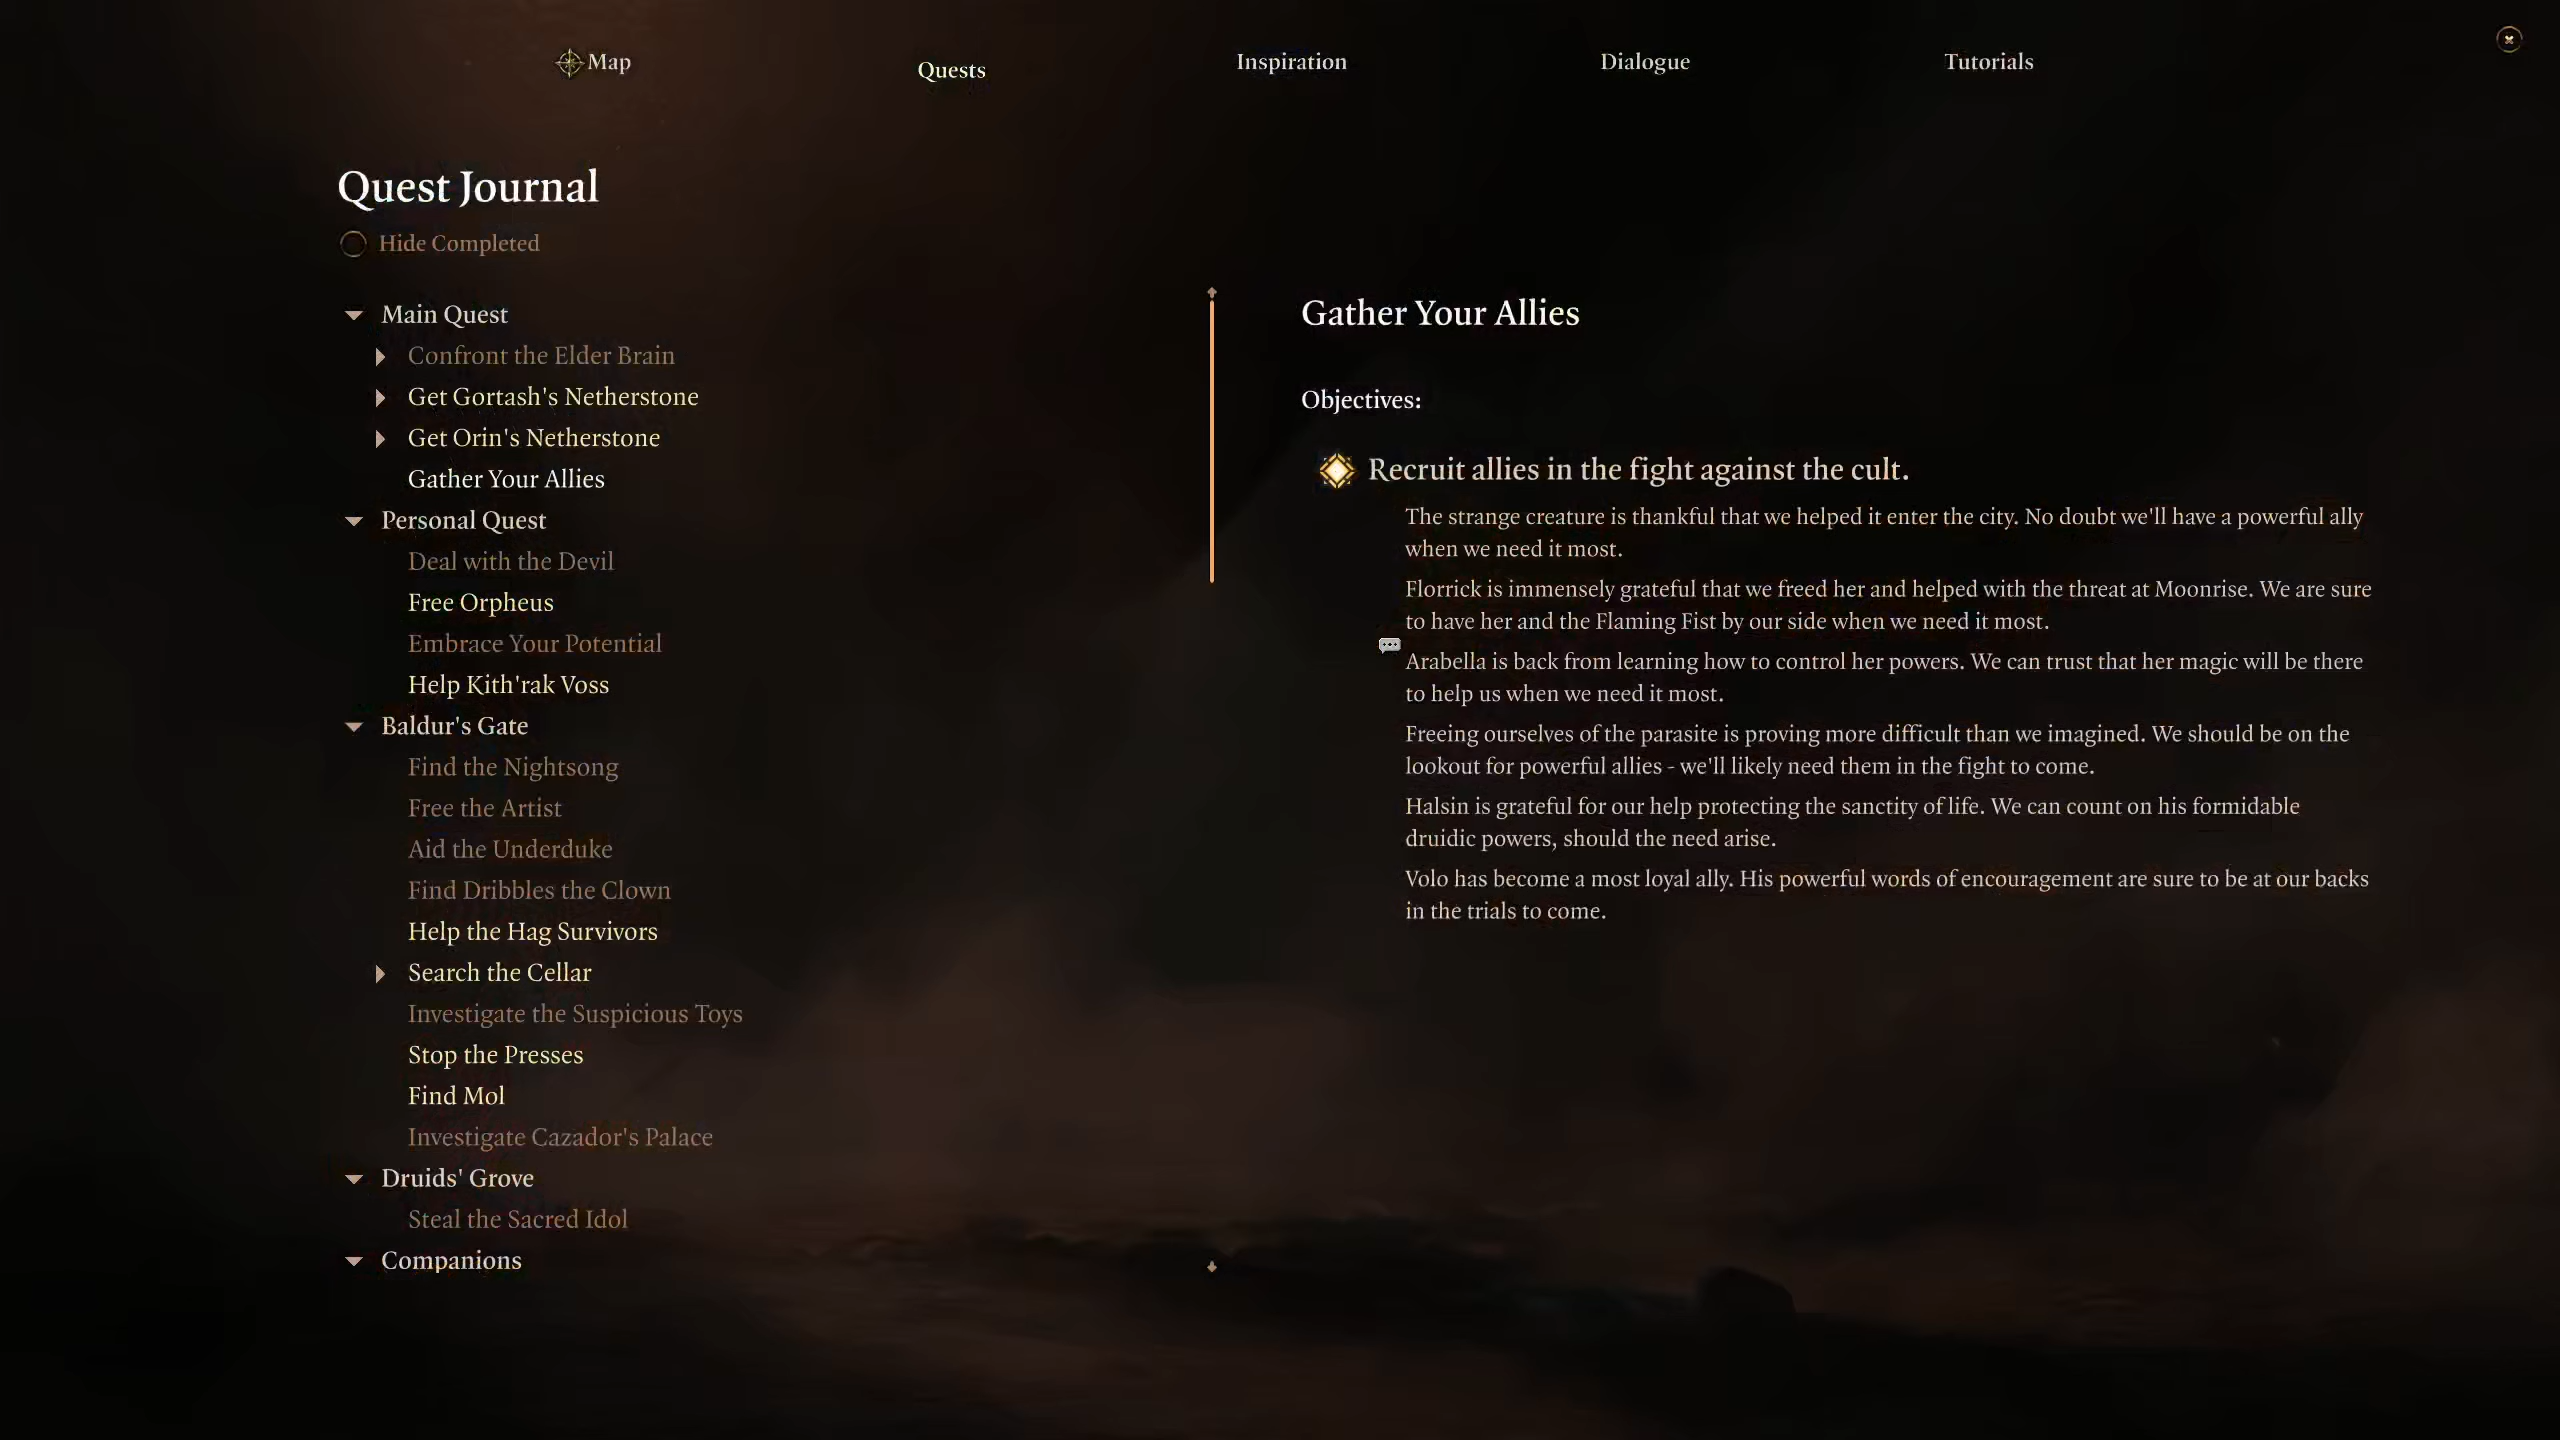 Map
Quests
Inspiration
Dialogue
Tutorials
Quest Journal
Hide Completed
Main Quest
Confront the Elder Brain
Get Gortash's Netherstone
Get Orin's Netherstone
Gather Your Allies
Personal Quest
Deal with the Devil
Free Orpheus
Embrace Your Potential
Help Kith'rak Voss
Baldur's Gate
Find the Nightsong
Free the Artist
Aid the Underduke
Find Dribbles the Clown
Help the Hag Survivors
Search the Cellar
Investigate the Suspicious Toys
Stop the Presses
Find Mol
Investigate Cazador's Palace
Druids' Grove
Steal the Sacred Idol
Companions
Gather Your Allies
Objectives:
Recruit allies in the fight against the cult.
The strange creature is thankful that we helped it enter the city. No doubt we'll have a powerful ally
when we need it most.
Florrick is immensely grateful that we freed her and helped with the threat at Moonrise. We are sure
to have her and the Flaming Fist by our side when we need it most.
Arabella is back from learning how to control her powers. We can trust that her magic will be there
to help us when we need it most.
Freeing ourselves of the parasite is proving more difficult than we imagined. We should be on the
lookout for powerful allies - we'll likely need them in the fight to come.
Halsin is grateful for our help protecting the sanctity of life. We can count on his formidable
druidic powers, should the need arise.
Volo has become a most loyal ally. His powerful words of encouragement are sure to be at our backs
in the trials to come.